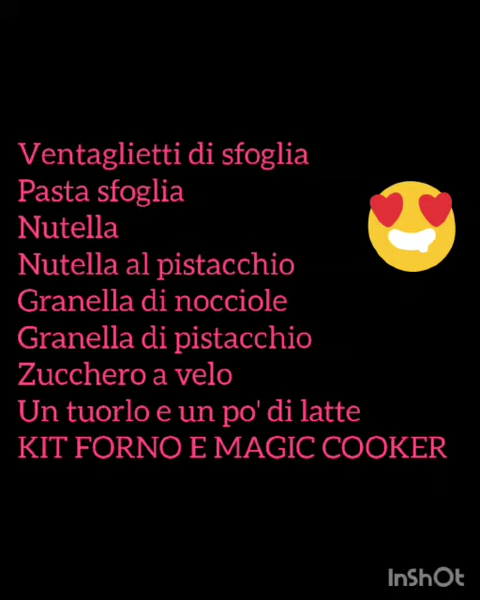 Ventaglietti di sfoglia
Pasta sfoglia
Nutella
Nutella al pistacchio
Granella di nocciole
Granella di pistacchio
Zucchero a velo
Un tuorlo e un po' di latte
KIT FORNO E MAGIC COOKER
InShOt